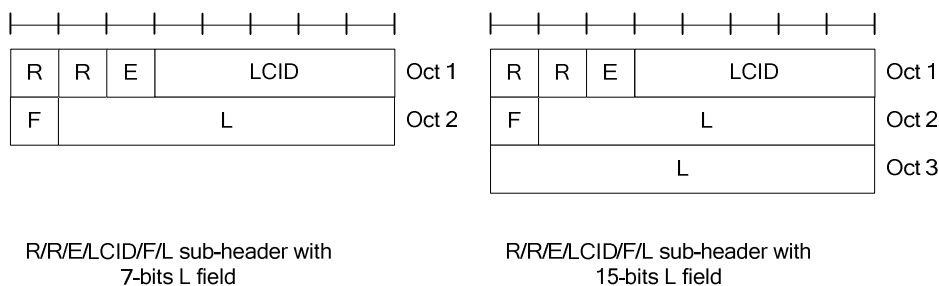 R R E LCID Oct 1
F L Oct 2
R/R/E/LCID/F/L sub-header with
7-bits L field
R R E LCID Oct 1
F L Oct 2
L Oct 3
R/R/E/LCID/F/L sub-header with
15-bits L field